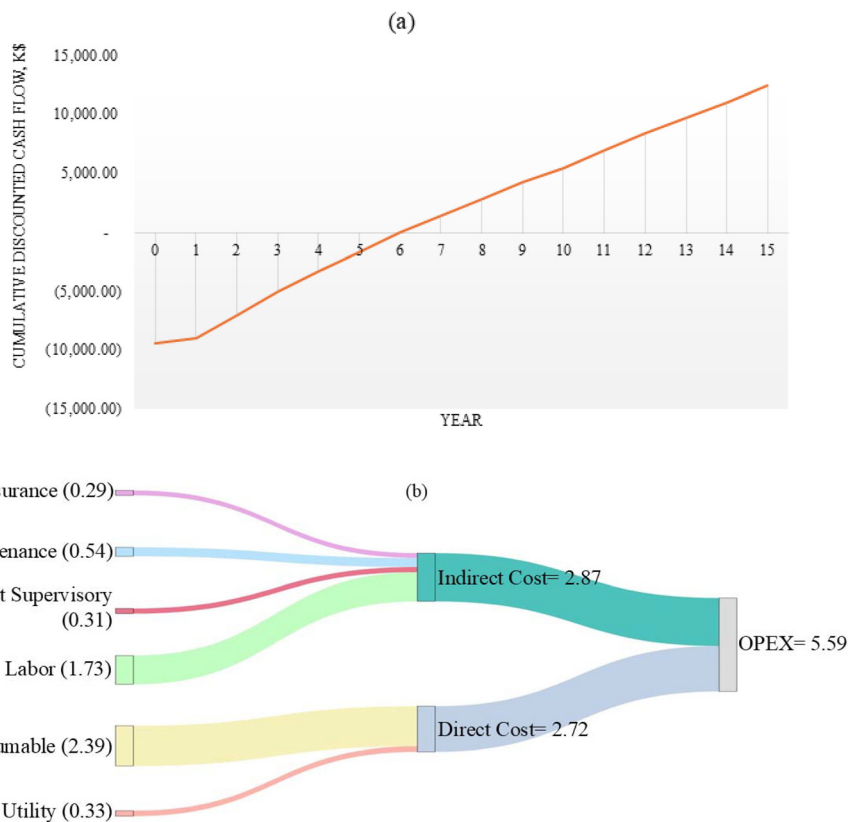 (a)
CUMULATIVE DISCOUNTED CASH FLOW, K$
15,000.00
10,000.00
5,000.00
-
(5,000.00)
(10,000.00)
(15,000.00)
0 1 2 3 4 5 6 7 8 9 10 11 12 13 14 15
YEAR
(b)
surance (0.29)
enance (0.54)
t Supervisory
(0.31)
Labor (1.73)
umable (2.39)
Utility (0.33)
Indirect Cost= 2.87
Direct Cost= 2.72
OPEX= 5.59